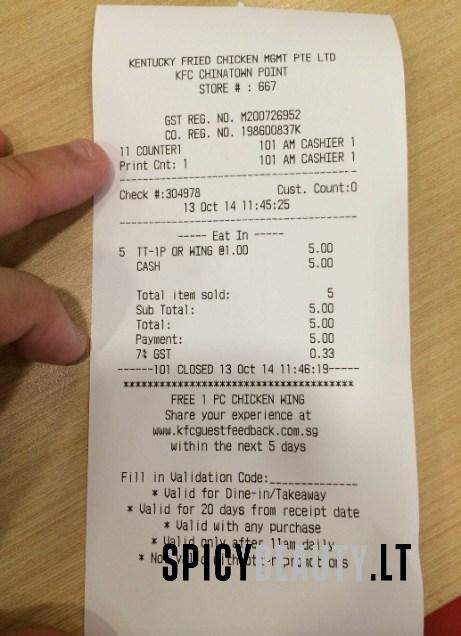 KENTUCKY FRIED CHICKEN MGMT PTE LTD
KFC CHINATOWN POINT
STORE # : 667
GST REG. NO. M200726952
CO. REG. NO. 198600837K
11 COUNTER1 101 AM CASHIER 1
Print Cnt: 1 101 AM CASHIER 1
Check #:304978 Cust. Count:0
13 Oct 14 11:45:25
----- Eat In -----
5 TT-1P OR WING @1.00 5.00
CASH 5.00
Total item sold: 5
Sub Total: 5.00
Total: 5.00
Payment: 5.00
7% GST 0.33
------101 CLOSED 13 Oct 14 11:46:19-----
***************************************
FREE 1 PC CHICKEN WING
Share your experience at
www.kfcguestfeedback.com.sg
within the next 5 days
Fill in Validation Code:_____________
* Valid for Dine-in/Takeaway
* Valid for 20 days from receipt date
* Valid with any purchase
* Valid only after 11am daily
* Not valid with other promotions
SPICYBEAUTY.LT